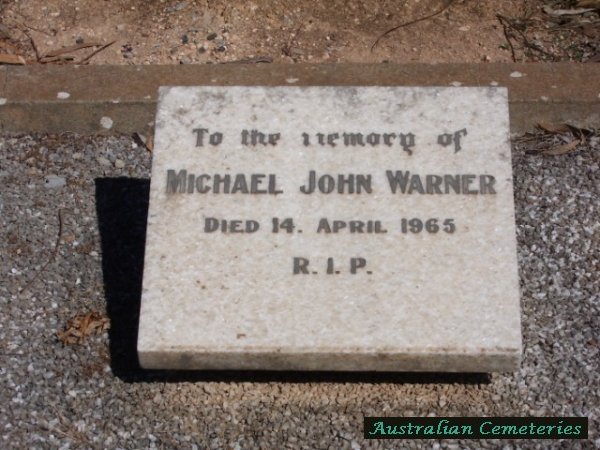 To the memory of
MICHAEL JOHN WARNER
DIED 14. APRIL 1965
R.I.P.
Australian Cemeteries